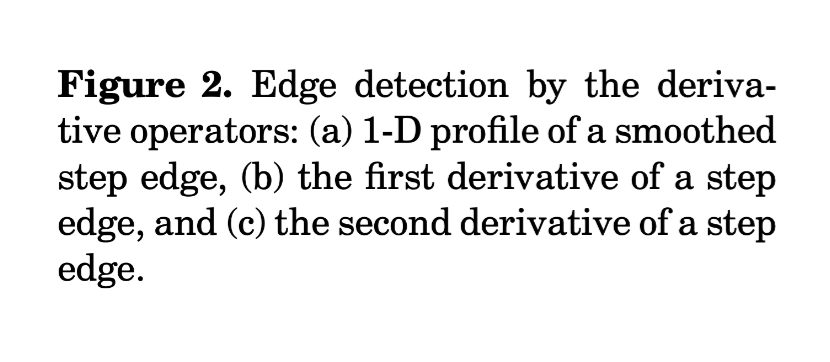 Figure 2. Edge detection by the deriva-
tive operators: (a) 1-D profile of a smoothed
step edge, (b) the first derivative of a step
edge, and (c) the second derivative of a step
edge.